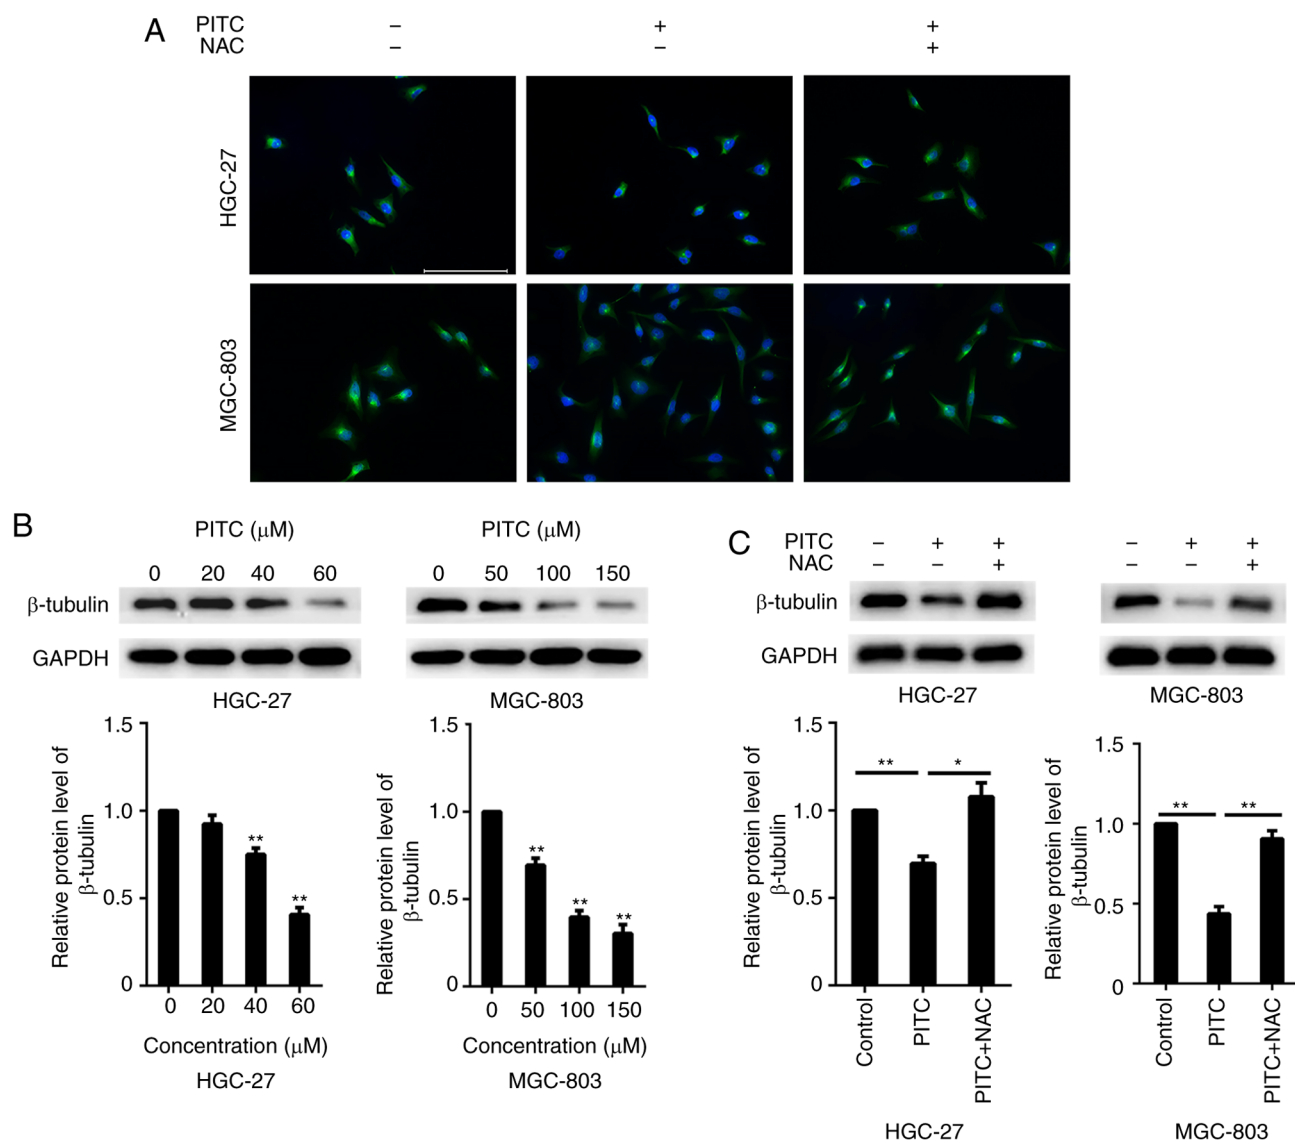 A
PITC – + +
NAC – – +
HGC-27
MGC-803
B
PITC (μM)
0 20 40 60
β-tubulin
GAPDH
HGC-27
PITC (μM)
0 50 100 150
MGC-803
Relative protein level of
β-tubulin
1.5
1.0
0.5
0
**
**
0 20 40 60
Concentration (μM)
HGC-27
Relative protein level of
β-tubulin
1.5
1.0
0.5
0
**
**
**
0 50 100 150
Concentration (μM)
MGC-803
C
PITC – + +
NAC – – +
β-tubulin
GAPDH
HGC-27
– + +
– – +
MGC-803
Relative protein level of
β-tubulin
1.5
1.0
0.5
0
** *
Control
PITC
PITC+NAC
HGC-27
Relative protein level of
β-tubulin
1.5
1.0
0.5
0
** **
Control
PITC
PITC+NAC
MGC-803